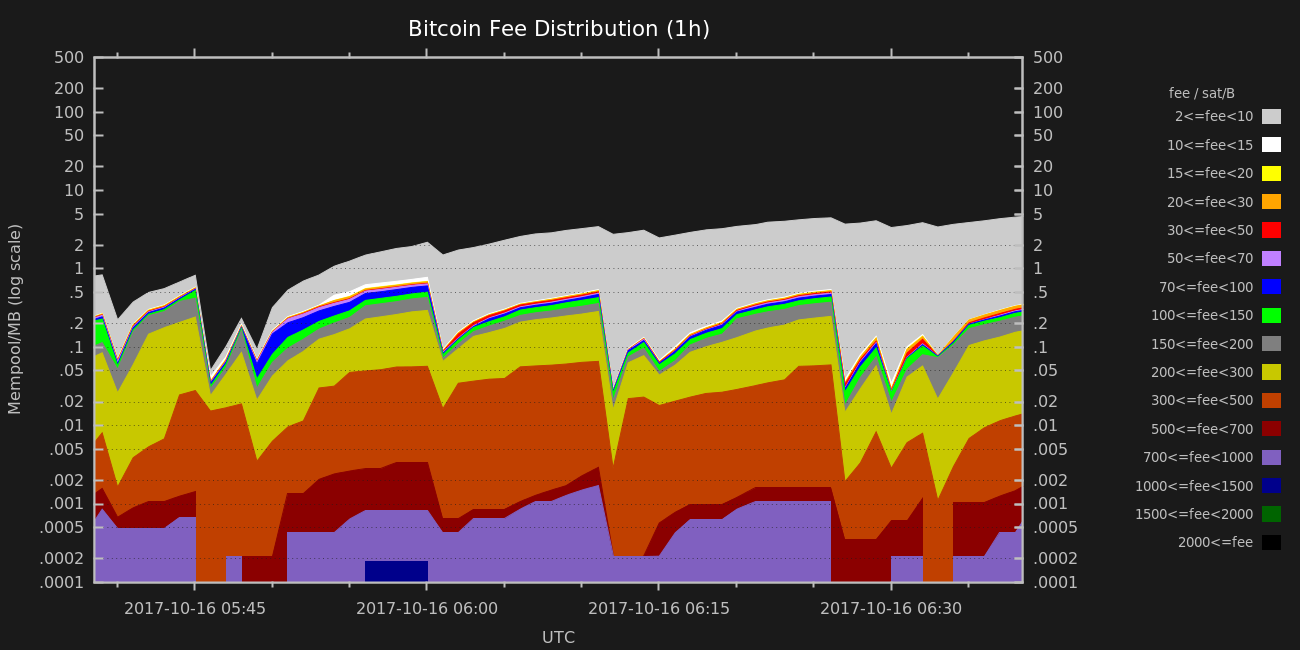 Bitcoin Fee Distribution (1h)
500
200
100
50
20
10
5
2
1
.5
.2
.1
.05
.02
.01
.005
.002
.001
.0005
.0002
.0001
Mempool/MB (log scale)
500
200
100
50
20
10
5
2
1
.5
.2
.1
.05
.02
.01
.005
.002
.001
.0005
.0002
.0001
2017-10-16 05:45
2017-10-16 06:00
2017-10-16 06:15
2017-10-16 06:30
UTC
fee / sat/B
2<=fee<10
10<=fee<15
15<=fee<20
20<=fee<30
30<=fee<50
50<=fee<70
70<=fee<100
100<=fee<150
150<=fee<200
200<=fee<300
300<=fee<500
500<=fee<700
700<=fee<1000
1000<=fee<1500
1500<=fee<2000
2000<=fee